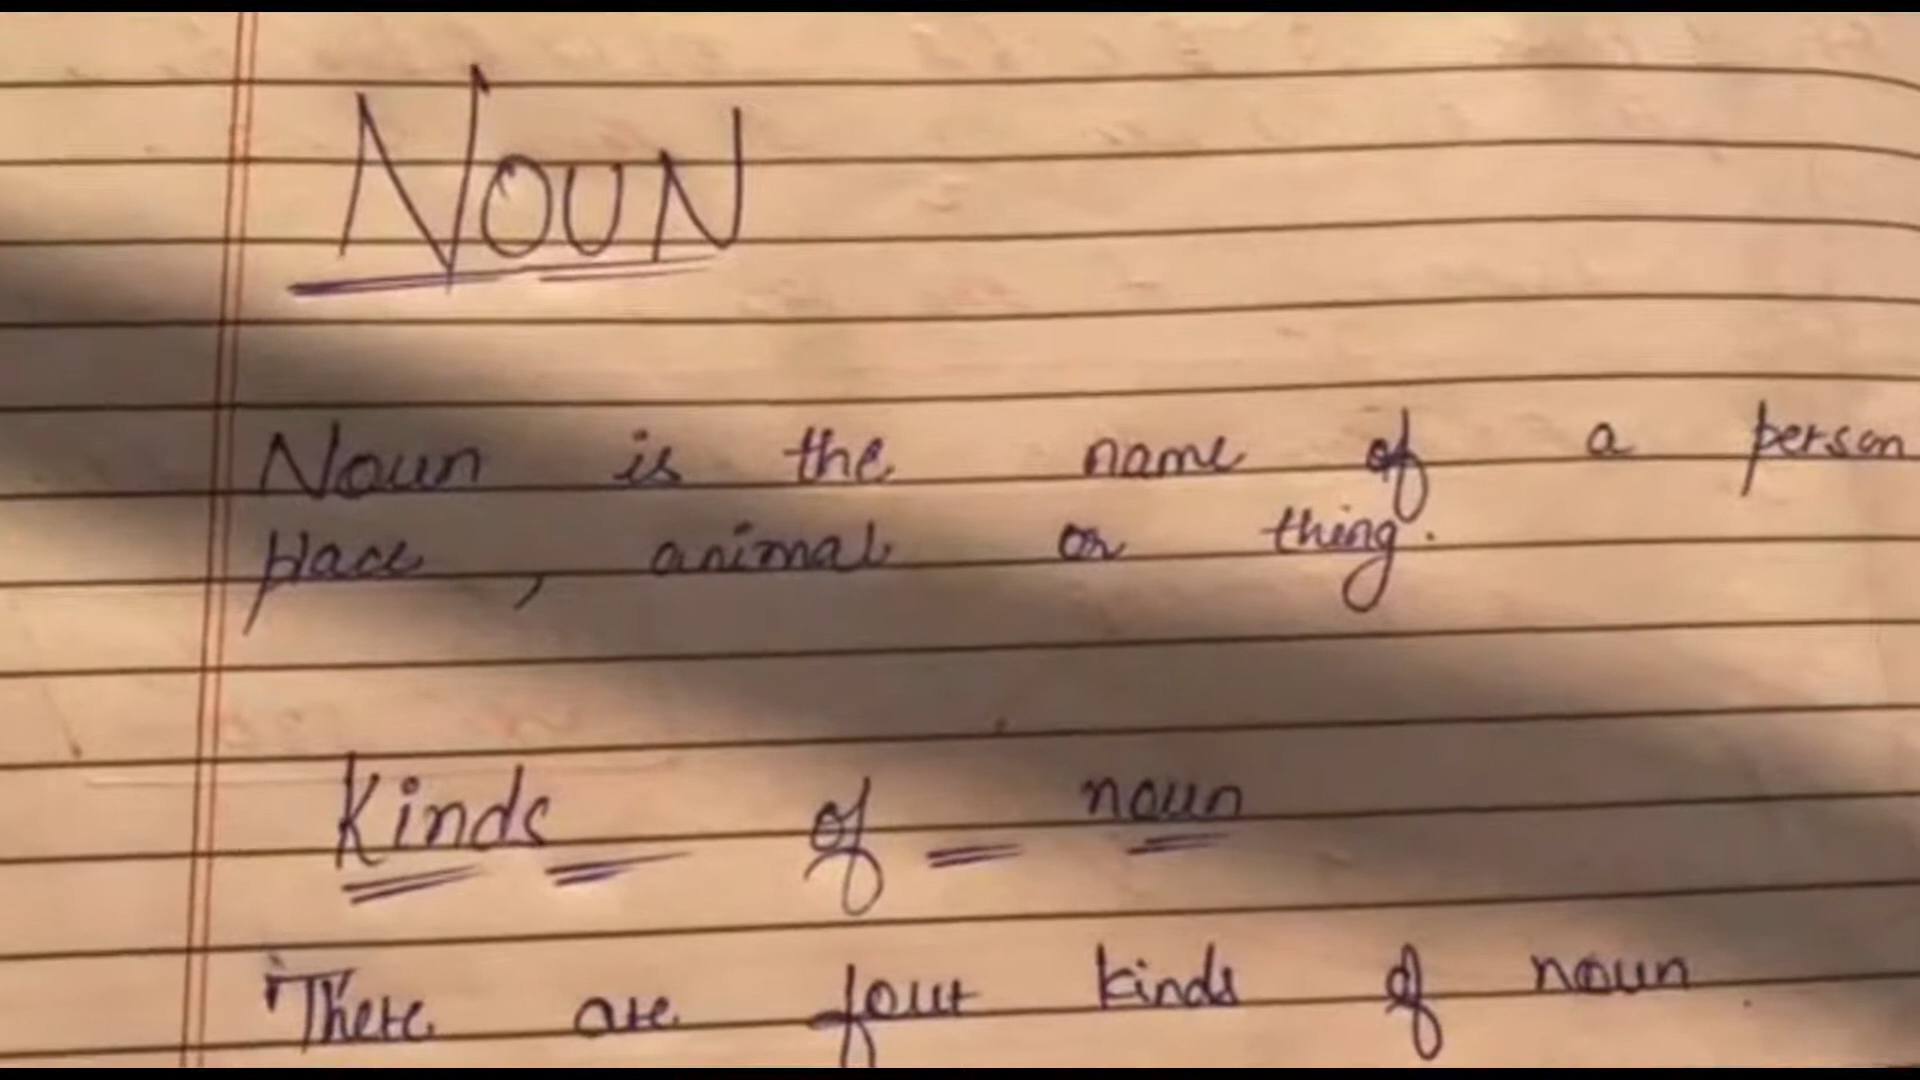 NOUN
Noun is the name of a person
place, animal or thing.
Kinds of noun
There are four kinds of noun.